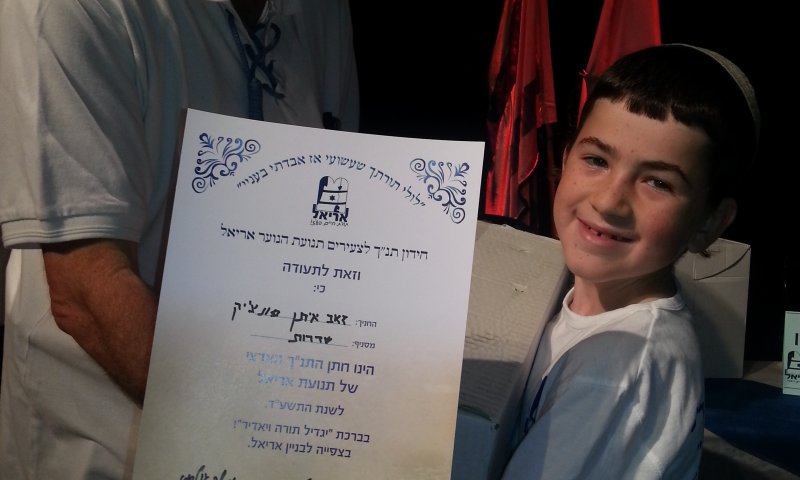 "לולי תורתך שעשועי אז אבדתי בעניי"
אריאל
חידון תנ"ך לצעירים תנועת הנוער אריאל
וזאת לתעודה
כי:
החניך: זאב איתן
מסניף: שדרות
הינו חתן התנ"ך הארצי
של תנועת אריאל
לשנת התשע"ד.
בברכת "יגדיל תורה ויאדיר"!
בצפייה לבניין אריאל.